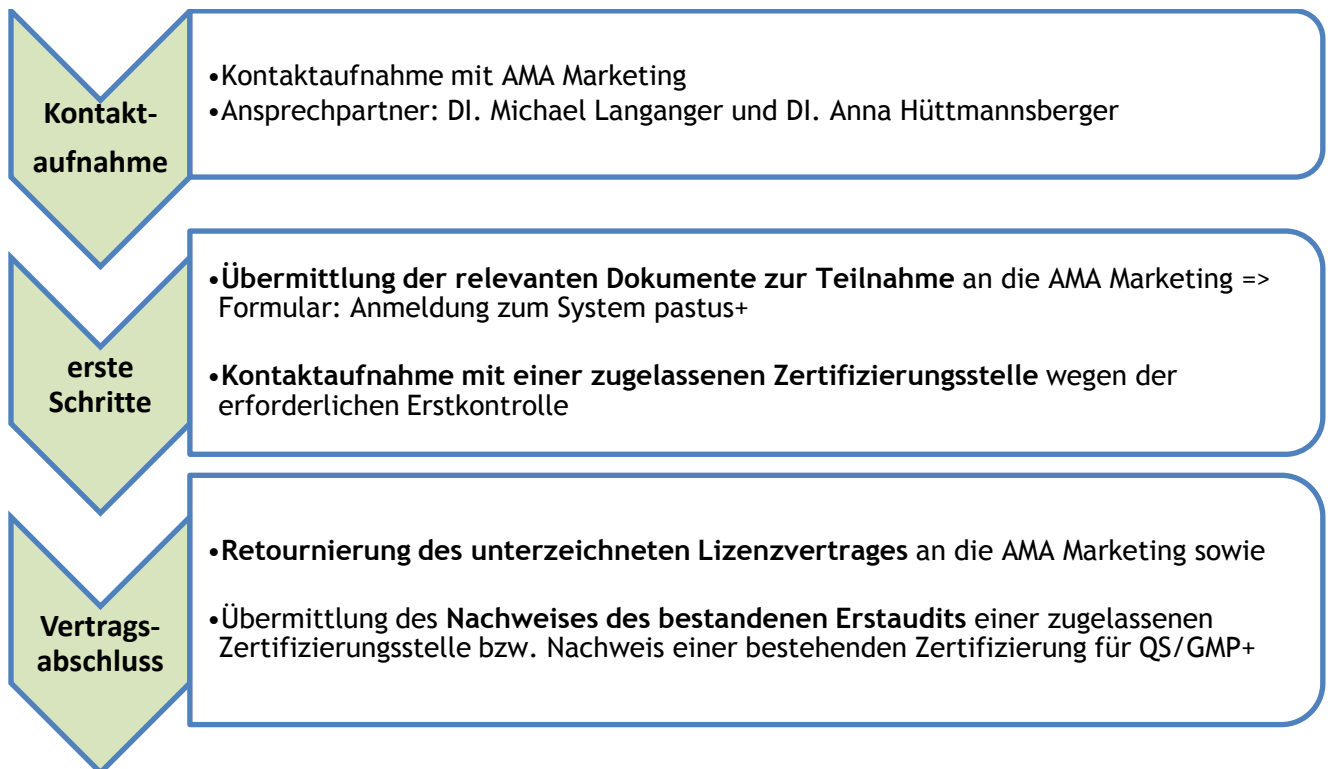 Kontakt-
aufnahme
•Kontaktaufnahme mit AMA Marketing
•Ansprechpartner: DI. Michael Langanger und DI. Anna Hüttmannsberger
erste
Schritte
•Übermittlung der relevanten Dokumente zur Teilnahme an die AMA Marketing =>
Formular: Anmeldung zum System pastus+
•Kontaktaufnahme mit einer zugelassenen Zertifizierungsstelle wegen der
erforderlichen Erstkontrolle
Vertrags-
abschluss
•Retournierung des unterzeichneten Lizenzvertrages an die AMA Marketing sowie
•Übermittlung des Nachweises des bestandenen Erstaudits einer zugelassenen
Zertifizierungsstelle bzw. Nachweis einer bestehenden Zertifizierung für QS/GMP+